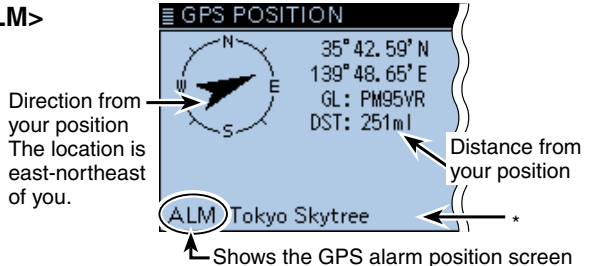 LM>
≣ GPS POSITION
N
W
E
S
35°42.59'N
139°48.65'E
GL: PM95VR
DST: 251ml
Direction from
your position
The location is
east-northeast
of you.
Distance from
your position
ALM Tokyo Skytree
*
Shows the GPS alarm position screen